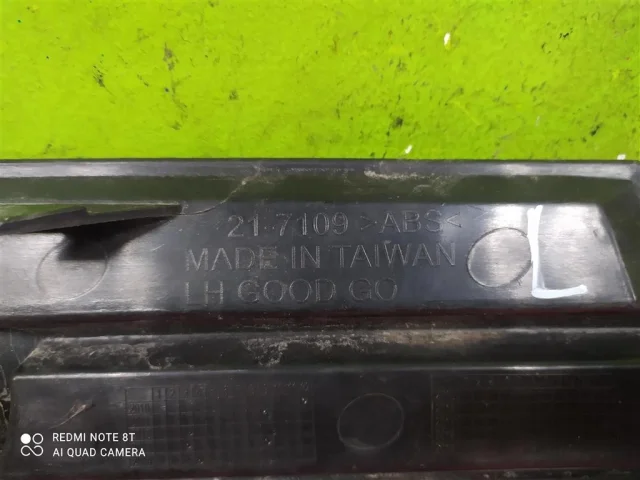 21-7109 >ABS<
MADE IN TAIWAN
LH GOOD GO
L
REDMI NOTE 8T
AI QUAD CAMERA